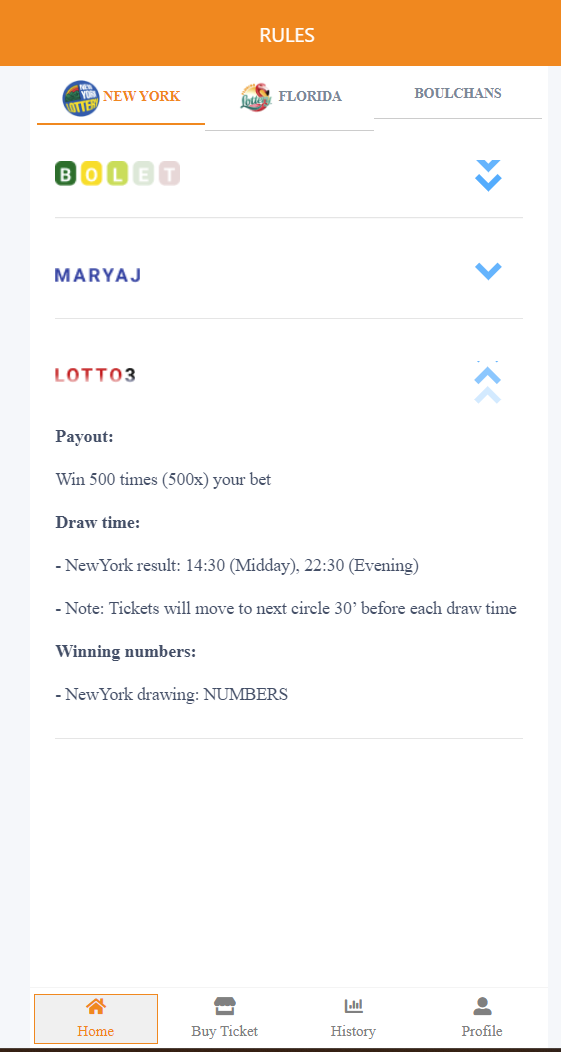 RULES
NEW YORK
FLORIDA
BOULCHANS
BOLET
MARYAJ
LOTTO3
Payout:
Win 500 times (500x) your bet
Draw time:
- NewYork result: 14:30 (Midday), 22:30 (Evening)
- Note: Tickets will move to next circle 30’ before each draw time
Winning numbers:
- NewYork drawing: NUMBERS
Home
Buy Ticket
History
Profile